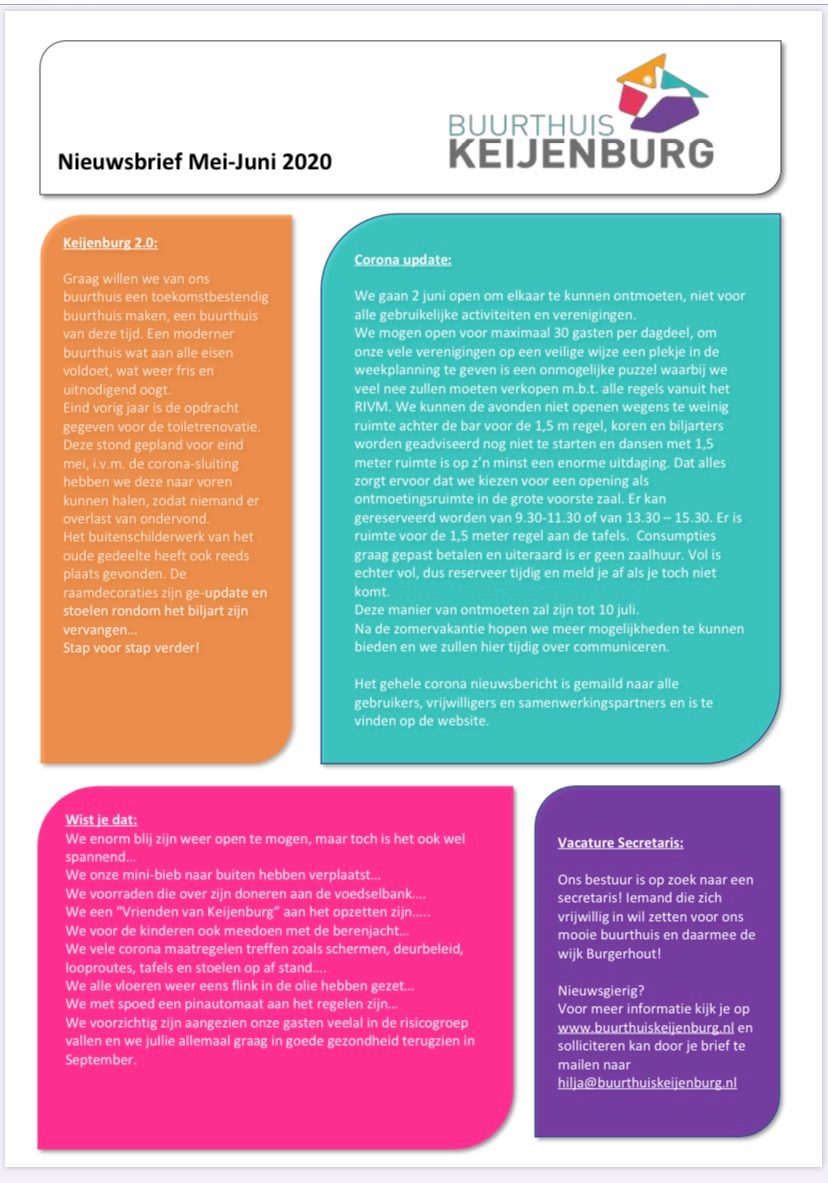 Nieuwsbrief Mei-Juni 2020
BUURTHUIS
KEIJENBURG
Keijenburg 2.0:
Graag willen we van ons
buurthuis een toekomstbestendig
buurthuis maken, een buurthuis
van deze tijd. Een moderner
buurthuis wat aan alle eisen
voldoet, wat weer fris en
uitnodigend oogt.
Eind vorig jaar is de opdracht
gegeven voor de toiletrenovatie.
Deze stond gepland voor eind
mei, i.v.m. de corona-sluiting
hebben we deze naar voren
kunnen halen, zodat niemand er
overlast van ondervond.
Het buitenschilderwerk van het
oude gedeelte heeft ook reeds
plaats gevonden. De
raamdecoraties zijn ge-update en
stoelen rondom het biljart zijn
vervangen…
Stap voor stap verder!
Corona update:
We gaan 2 juni open om elkaar te kunnen ontmoeten, niet voor
alle gebruikelijke activiteiten en verenigingen.
We mogen open voor maximaal 30 gasten per dagdeel, om
onze vele verenigingen op een veilige wijze een plekje in de
weekplanning te geven is een onmogelijke puzzel waarbij we
veel nee zullen moeten verkopen m.b.t. alle regels vanuit het
RIVM. We kunnen de avonden niet openen wegens te weinig
ruimte achter de bar voor de 1,5 m regel, koren en biljarters
worden geadviseerd nog niet te starten en dansen met 1,5
meter ruimte is op z’n minst een enorme uitdaging. Dat alles
zorgt ervoor dat we kiezen voor een opening als
ontmoetingsruimte in de grote voorste zaal. Er kan
gereserveerd worden van 9.30-11.30 of van 13.30 – 15.30. Er is
ruimte voor de 1,5 meter regel aan de tafels. Consumpties
graag gepast betalen en uiteraard is er geen zaalhuur. Vol is
echter vol, dus reserveer tijdig en meld je af als je toch niet
komt.
Deze manier van ontmoeten zal zijn tot 10 juli.
Na de zomervakantie hopen we meer mogelijkheden te kunnen
bieden en we zullen hier tijdig over communiceren.
Het gehele corona nieuwsbericht is gemaild naar alle
gebruikers, vrijwilligers en samenwerkingspartners en is te
vinden op de website.
Wist je dat:
We enorm blij zijn weer open te mogen, maar toch is het ook wel
spannend…
We onze mini-bieb naar buiten hebben verplaatst…
We voorraden die over zijn doneren aan de voedselbank….
We een “Vrienden van Keijenburg” aan het opzetten zijn…..
We voor de kinderen ook meedoen met de berenjacht…
We vele corona maatregelen treffen zoals schermen, deurbeleid,
looproutes, tafels en stoelen op af stand….
We alle vloeren weer eens flink in de olie hebben gezet…
We met spoed een pinautomaat aan het regelen zijn…
We voorzichtig zijn aangezien onze gasten veelal in de risicogroep
vallen en we jullie allemaal graag in goede gezondheid terugzien in
September.
Vacature Secretaris:
Ons bestuur is op zoek naar een
secretaris! Iemand die zich
vrijwillig in wil zetten voor ons
mooie buurthuis en daarmee de
wijk Burgerhout!
Nieuwsgierig?
Voor meer informatie kijk je op
www.buurthuiskeijenburg.nl en
solliciteren kan door je brief te
mailen naar
hilja@buurthuiskeijenburg.nl